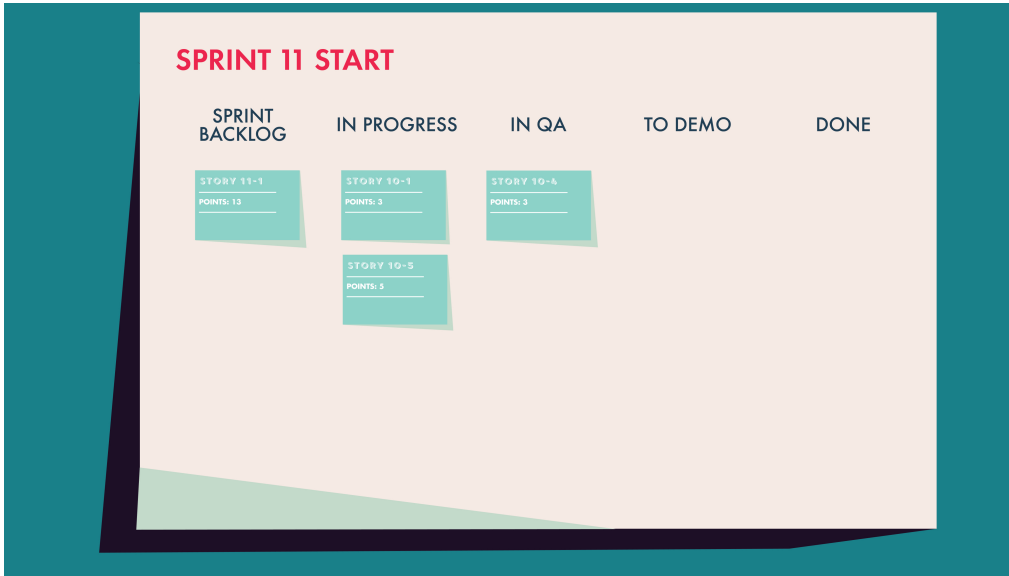 SPRINT 11 START
SPRINT
BACKLOG
IN PROGRESS
IN QA
TO DEMO
DONE
STORY 11-1
POINTS: 13
STORY 10-1
POINTS: 3
STORY 10-4
POINTS: 3
STORY 10-5
POINTS: 5